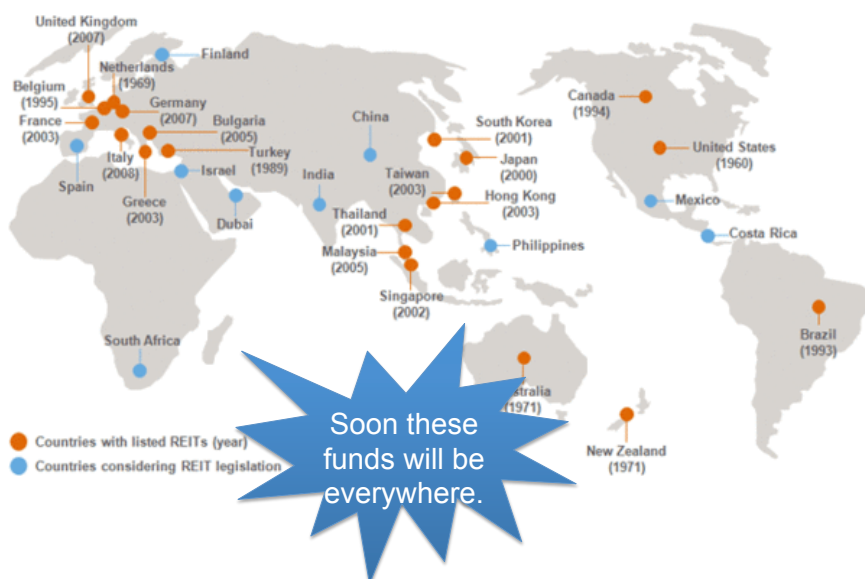 United Kingdom
(2007)
Finland
Netherlands
(1969)
Belgium
(1995)
Germany
(2007)
France
(2003)
Bulgaria
(2005)
Italy
(2008)
Turkey
(1989)
Spain
Israel
Greece
(2003)
Dubai
China
India
South Korea
(2001)
Japan
(2000)
Taiwan
(2003)
Hong Kong
(2003)
Thailand
(2001)
Malaysia
(2005)
Philippines
Singapore
(2002)
Canada
(1994)
United States
(1960)
Mexico
Costa Rica
Brazil
(1993)
South Africa
stralia
1971)
New Zealand
(1971)
Countries with listed REITs (year)
Countries considering REIT legislation
Soon these
funds will be
everywhere.